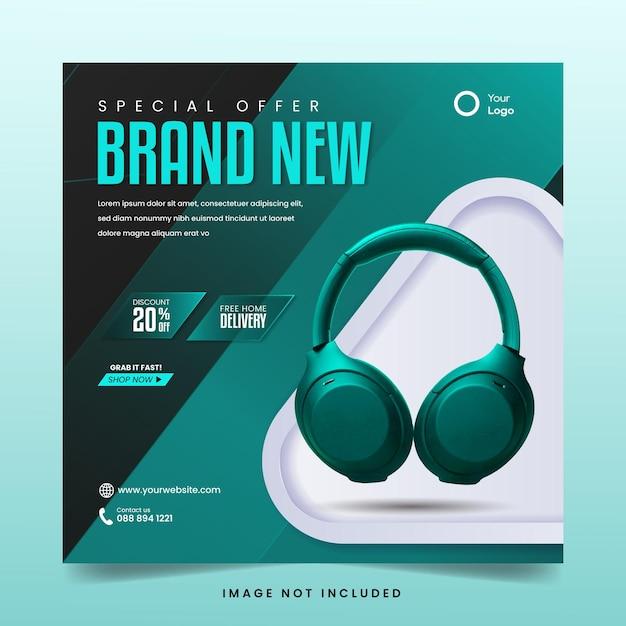 SPECIAL OFFER
BRAND NEW
Your
Logo
Lorem ipsum dolor sit amet, consectetuer
adipiscing elit, sed diam nonummy nibh
euismod tincidunt ut laoreet dolore magna
aliquam erat vo
DISCOUNT
20% OFF
FREE HOME
DELIVERY
GRAB IT FAST!
SHOP NOW
www.yourwebsite.com
Contact us
088 894 1221
IMAGE NOT INCLUDED